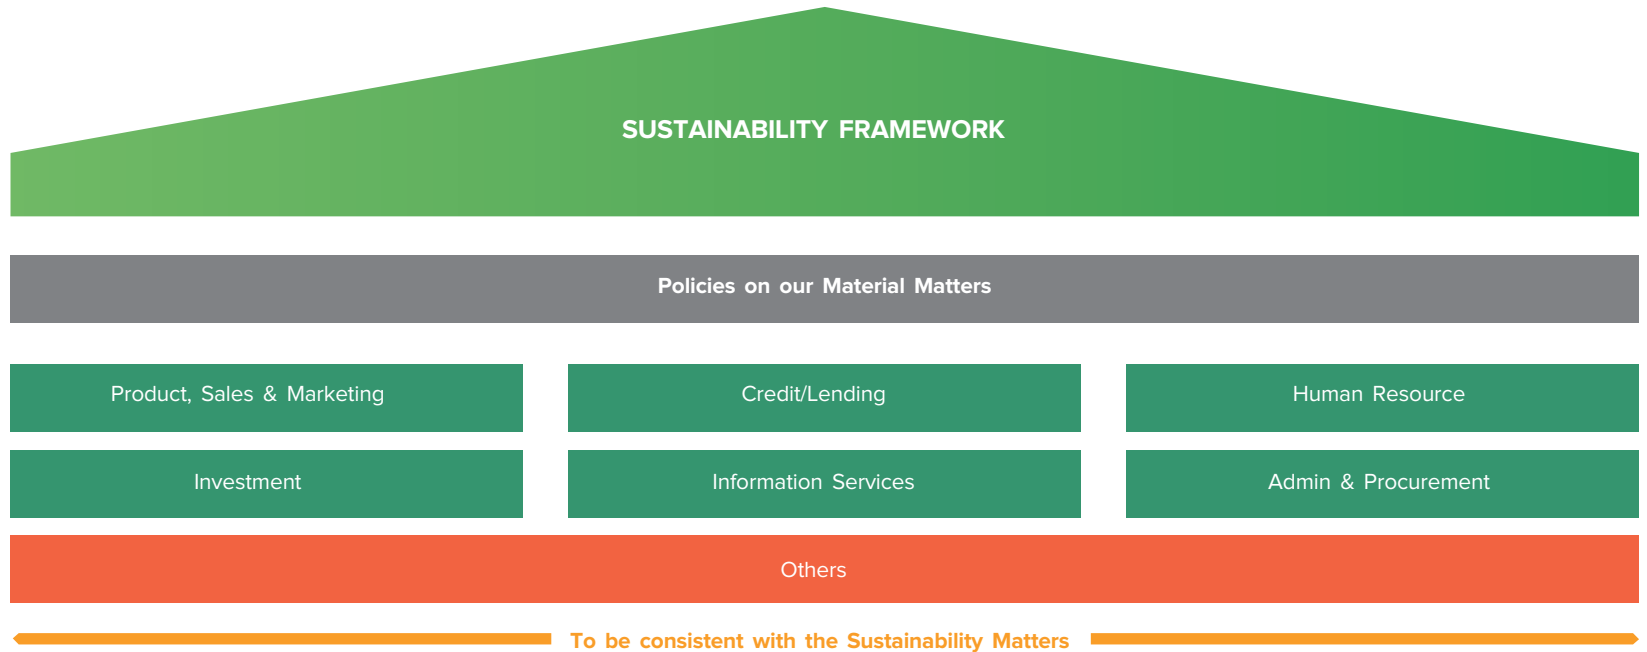 SUSTAINABILITY FRAMEWORK
Policies on our Material Matters
Product, Sales & Marketing
Credit/Lending
Human Resource
Investment
Information Services
Admin & Procurement
Others
To be consistent with the Sustainability Matters